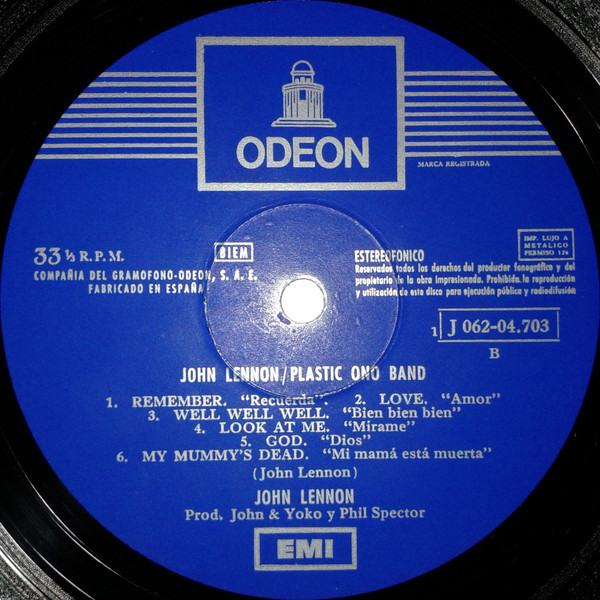 ODEON
MARCA REGISTRADA
33 ⅓ R. P. M.
BIEM
COMPAÑIA DEL GRAMOFONO-ODEON, S. A. E.
FABRICADO EN ESPAÑA
ESTEREOFONICO
Reservados todos los derechos del productor fonográfico y del
propietario de la obra impresionada. Prohibida la reproducción
y utilización de este disco para ejecución pública y radiodifusión
IMP. LUJO A
METALICO
PERMISO 134
1 J 062-04.703
B
JOHN LENNON/PLASTIC ONO BAND
1. REMEMBER. “Recuerda”. 2. LOVE. “Amor”
3. WELL WELL WELL. “Bien bien bien”
4. LOOK AT ME. “Mírame”
5. GOD. “Dios”
6. MY MUMMY'S DEAD. “Mi mamá está muerta”
(John Lennon)
JOHN LENNON
Prod. John & Yoko y Phil Spector
EMI